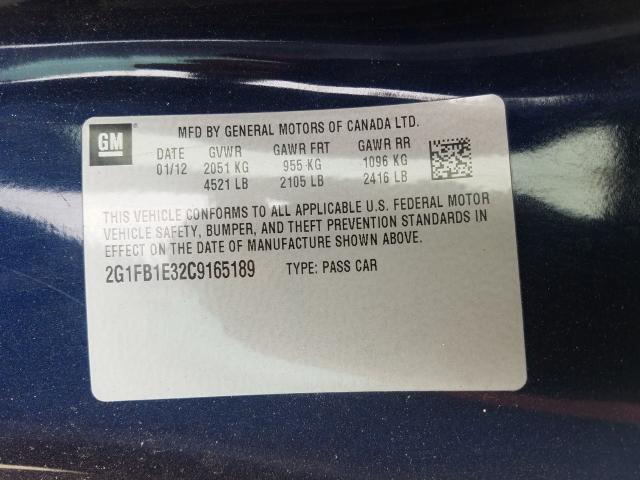 GM
MFD BY GENERAL MOTORS OF CANADA LTD.
DATE GVWR GAWR FRT GAWR RR
01/12 2051 KG 955 KG 1096 KG
4521 LB 2105 LB 2416 LB
THIS VEHICLE CONFORMS TO ALL APPLICABLE U.S. FEDERAL MOTOR
VEHICLE SAFETY, BUMPER, AND THEFT PREVENTION STANDARDS IN
EFFECT ON THE DATE OF MANUFACTURE SHOWN ABOVE.
2G1FB1E32C9165189 TYPE: PASS CAR